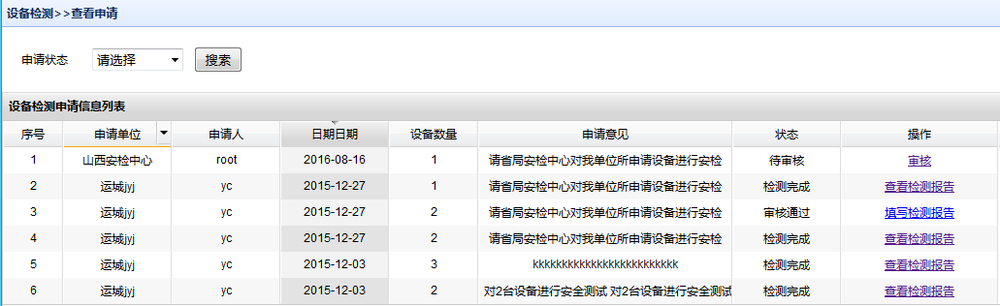 设备检测>>查看申请
申请状态 请选择 搜索
设备检测申请信息列表
序号 申请单位 申请人 日期日期 设备数量 申请意见 状态 操作
1 山西安检中心 root 2016-08-16 1 请省局安检中心对我单位所申请设备进行安检 待审核 审核
2 运城jyj yc 2015-12-27 1 请省局安检中心对我单位所申请设备进行安检 检测完成 查看检测报告
3 运城jyj yc 2015-12-27 2 请省局安检中心对我单位所申请设备进行安检 审核通过 填写检测报告
4 运城jyj yc 2015-12-27 2 请省局安检中心对我单位所申请设备进行安检 检测完成 查看检测报告
5 运城jyj yc 2015-12-03 3 kkkkkkkkkkkkkkkkkkkkkkkkk 检测完成 查看检测报告
6 运城jyj yc 2015-12-03 2 对2台设备进行安全测试 对2台设备进行安全测试 检测完成 查看检测报告